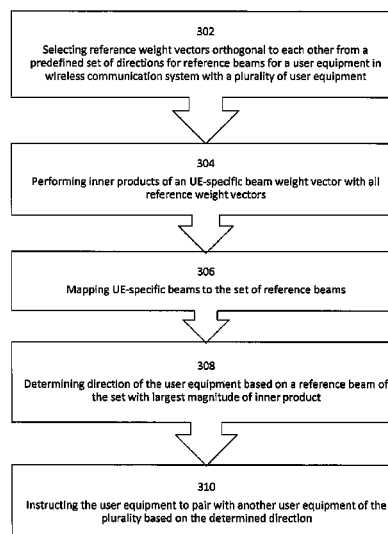 302
Selecting reference weight vectors orthogonal to each other from a
predefined set of directions for reference beams for a user equipment in
wireless communication system with a plurality of user equipment
304
Performing inner products of an UE-specific beam weight vector with all
reference weight vectors
306
Mapping UE-specific beams to the set of reference beams
308
Determining direction of the user equipment based on a reference beam of
the set with largest magnitude of inner product
310
Instructing the user equipment to pair with another user equipment of the
plurality based on the determined direction